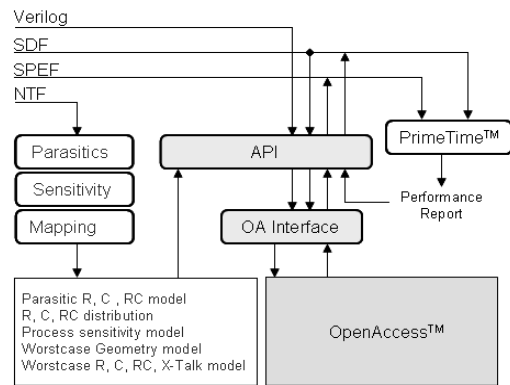 Verilog
SDF
SPEF
NTF
Parasitics
Sensitivity
Mapping
API
OA Interface
PrimeTime™
Performance
Report
Parasitic R, C , RC model
R, C, RC distribution
Process sensitivity model
Worstcase Geometry model
Worstcase R, C, RC, X-Talk model
OpenAccess™